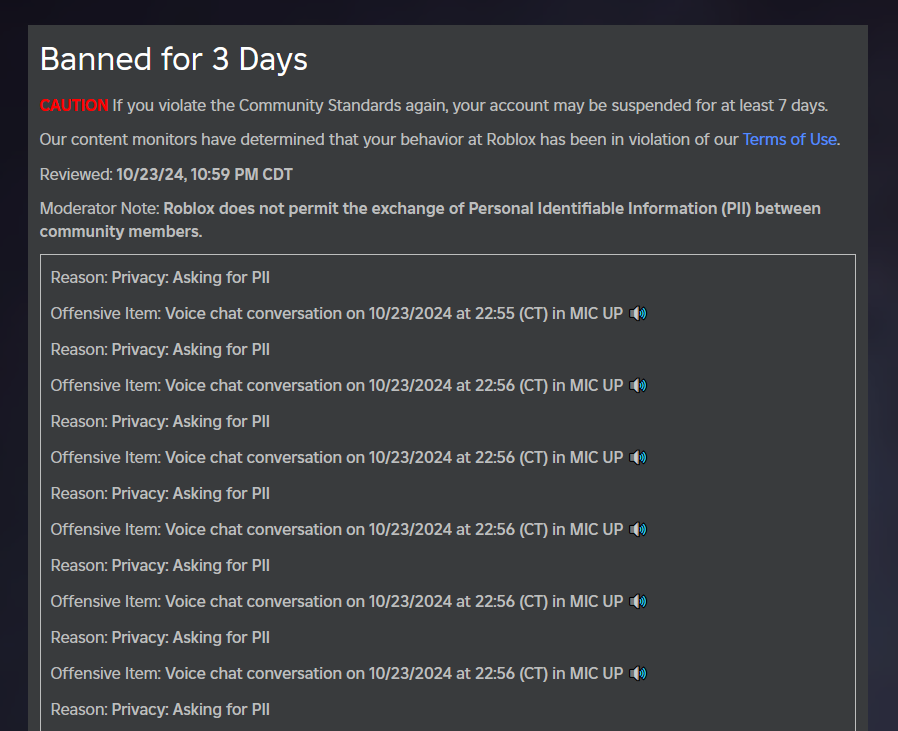 Banned for 3 Days
CAUTION If you violate the Community Standards again, your account may be suspended for at least 7 days.
Our content monitors have determined that your behavior at Roblox has been in violation of our Terms of Use.
Reviewed: 10/23/24, 10:59 PM CDT
Moderator Note: Roblox does not permit the exchange of Personal Identifiable Information (PII) between
community members.
Reason: Privacy: Asking for PII
Offensive Item: Voice chat conversation on 10/23/2024 at 22:55 (CT) in MIC UP 🔊
Reason: Privacy: Asking for PII
Offensive Item: Voice chat conversation on 10/23/2024 at 22:56 (CT) in MIC UP 🔊
Reason: Privacy: Asking for PII
Offensive Item: Voice chat conversation on 10/23/2024 at 22:56 (CT) in MIC UP 🔊
Reason: Privacy: Asking for PII
Offensive Item: Voice chat conversation on 10/23/2024 at 22:56 (CT) in MIC UP 🔊
Reason: Privacy: Asking for PII
Offensive Item: Voice chat conversation on 10/23/2024 at 22:56 (CT) in MIC UP 🔊
Reason: Privacy: Asking for PII
Offensive Item: Voice chat conversation on 10/23/2024 at 22:56 (CT) in MIC UP 🔊
Reason: Privacy: Asking for PII